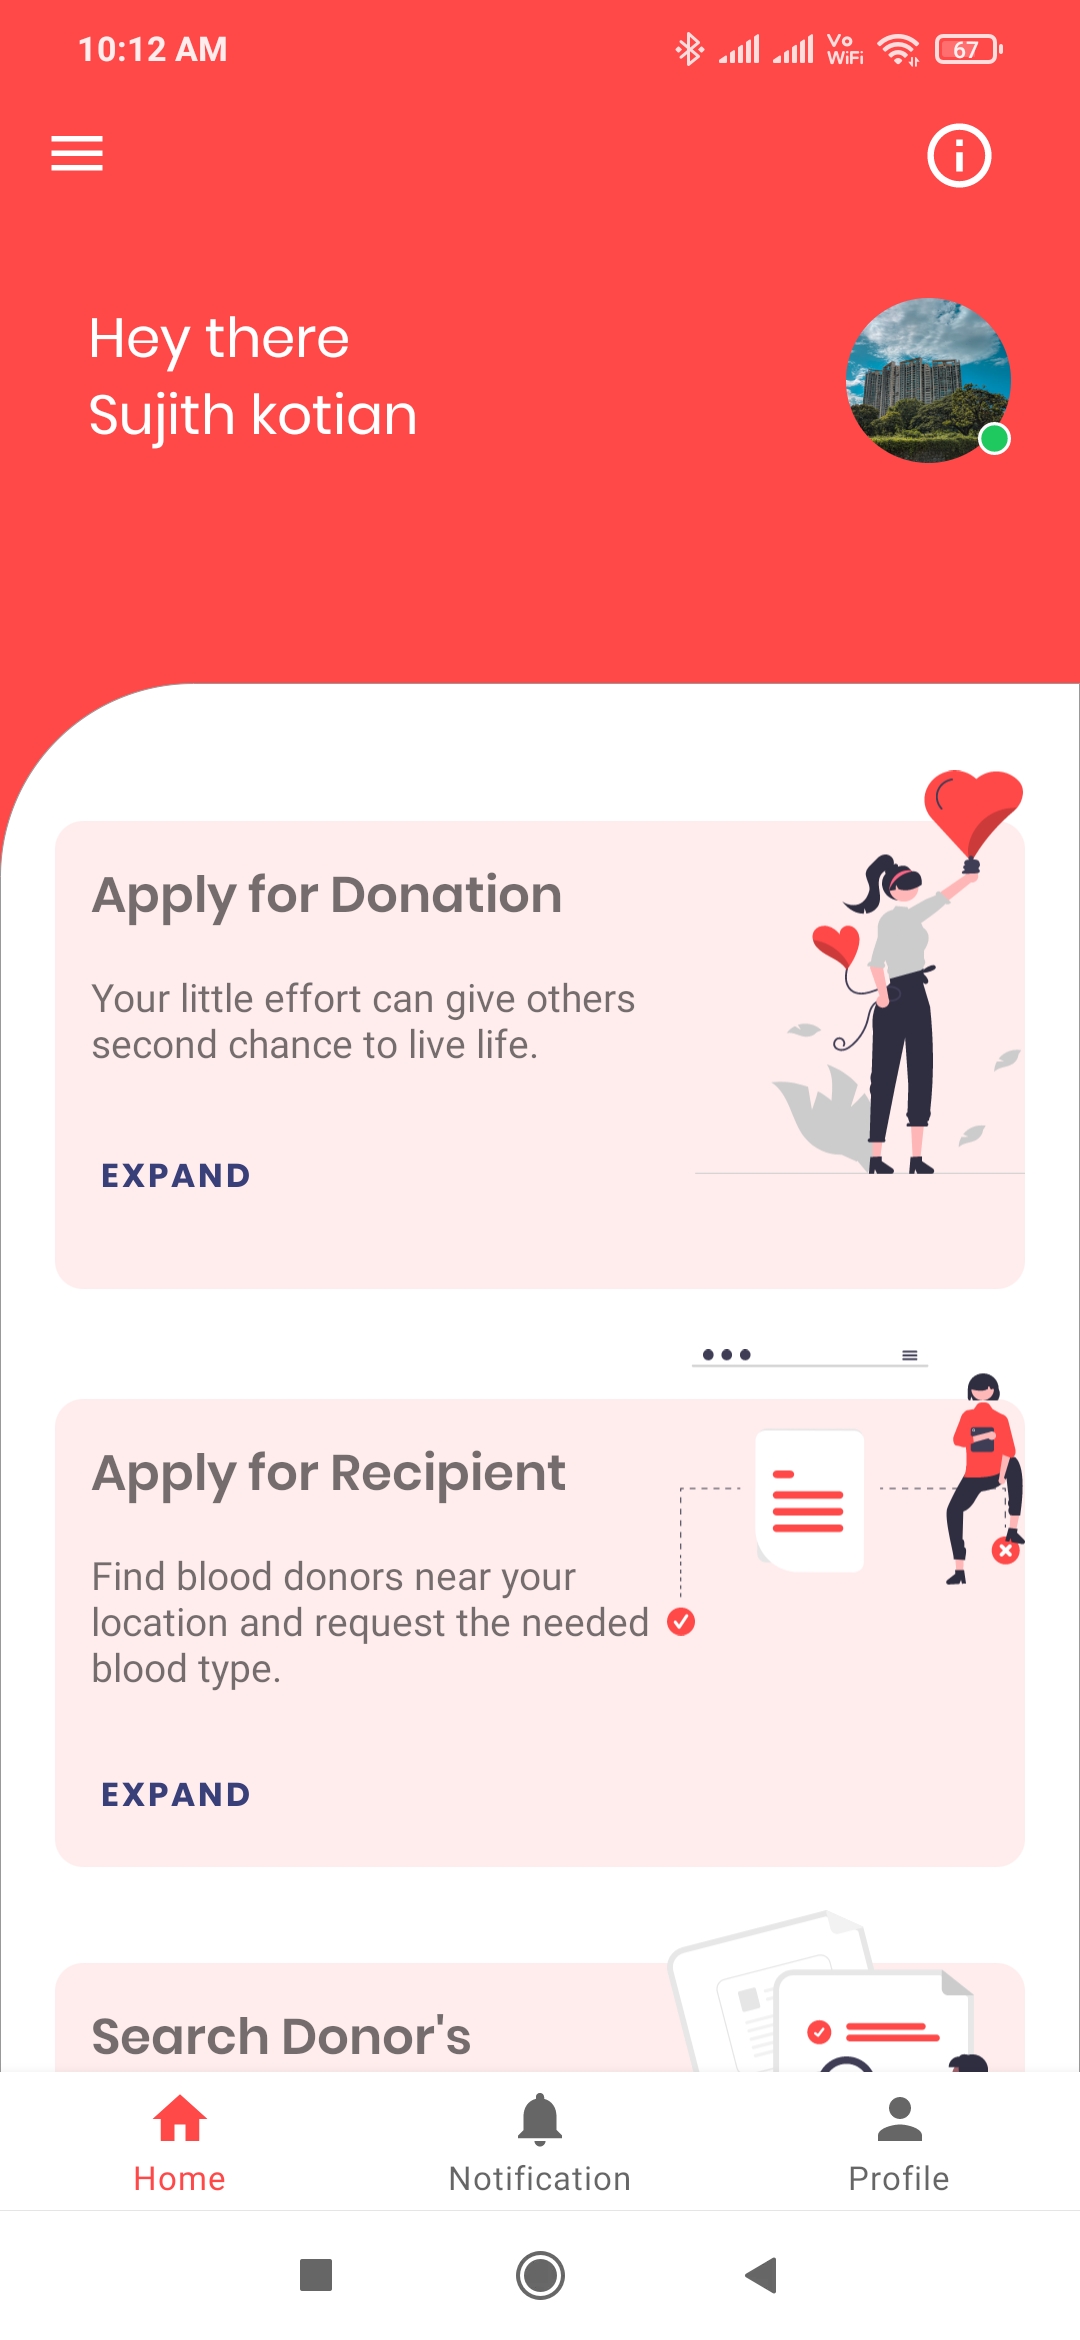 10:12 AM
Vo
WiFi
67
Hey there
Sujith kotian
Apply for Donation
Your little effort can give others
second chance to live life.
EXPAND
Apply for Recipient
Find blood donors near your
location and request the needed
blood type.
EXPAND
Search Donor's
Home
Notification
Profile